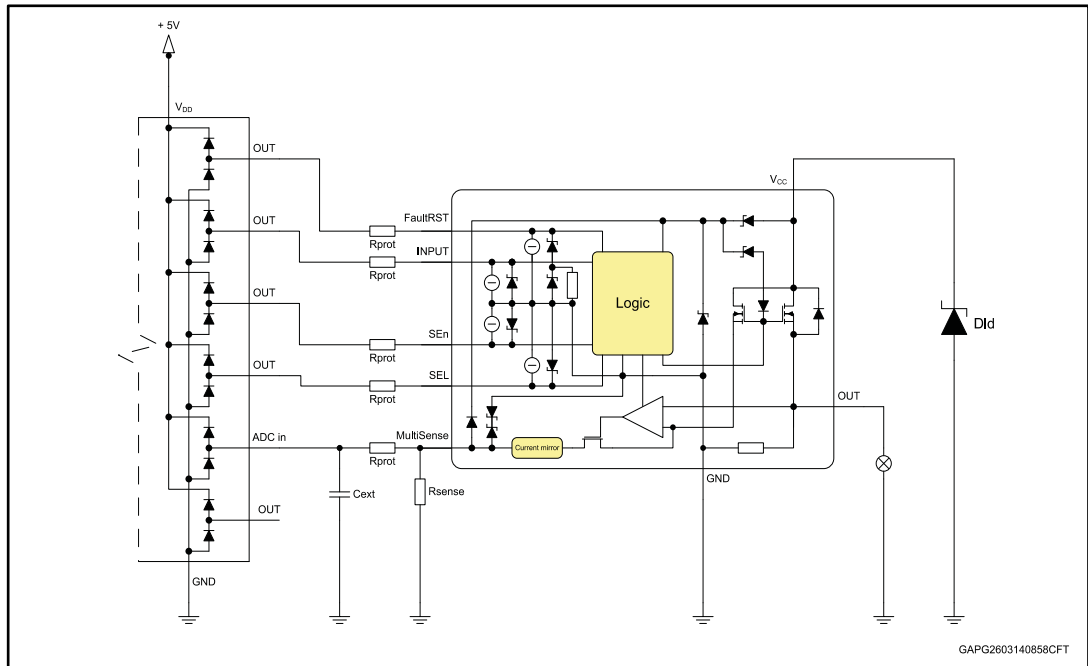 + 5V
VDD
OUT
OUT
OUT
OUT
ADC in
OUT
GND
Rprot
Rprot
Rprot
Rprot
Rprot
Cext
Rsense
FaultRST
INPUT
SEn
SEL
MultiSense
Logic
Current mirror
VCC
OUT
GND
Dld
GAPG2603140858CFT